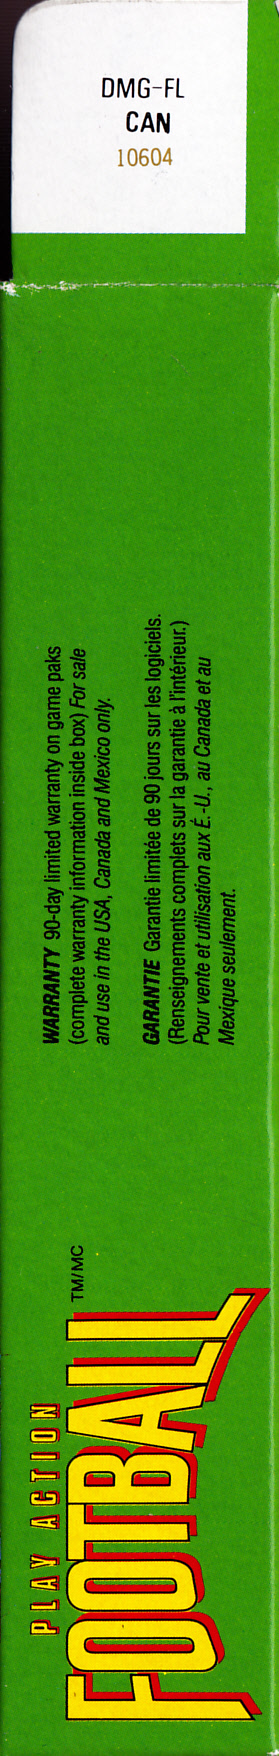 DMG-FL
CAN
10604
WARRANTY 90-day limited warranty on game paks
(complete warranty information inside box) For sale
and use in the USA, Canada and Mexico only.
GARANTIE Garantie limitée de 90 jours sur les logiciels.
(Renseignements complets sur la garantie à l'intérieur.)
Pour vente et utilisation aux É.-U., au Canada et au
Mexique seulement.
PLAY ACTION
FOOTBALL TM/MC